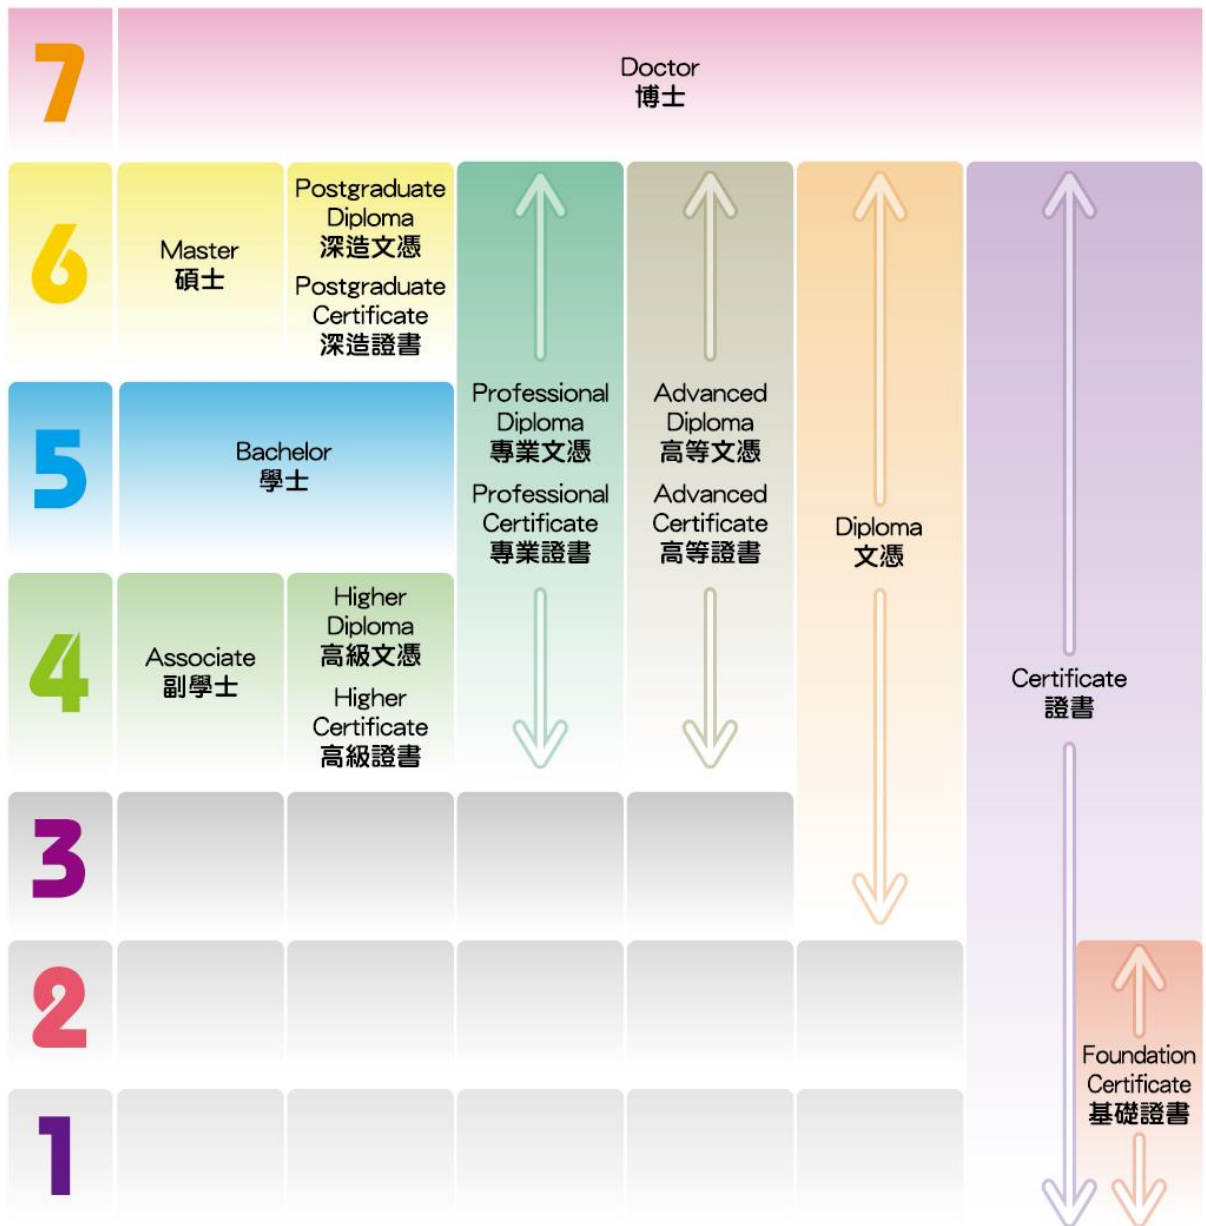 7
Doctor
博士
6
Master
碩士
Postgraduate
Diploma
深造文憑
Postgraduate
Certificate
深造證書
5
Bachelor
學士
Professional
Diploma
專業文憑
Professional
Certificate
專業證書
Advanced
Diploma
高等文憑
Advanced
Certificate
高等證書
Diploma
文憑
4
Associate
副學士
Higher
Diploma
高級文憑
Higher
Certificate
高級證書
Certificate
證書
3
2
Foundation
Certificate
基礎證書
1